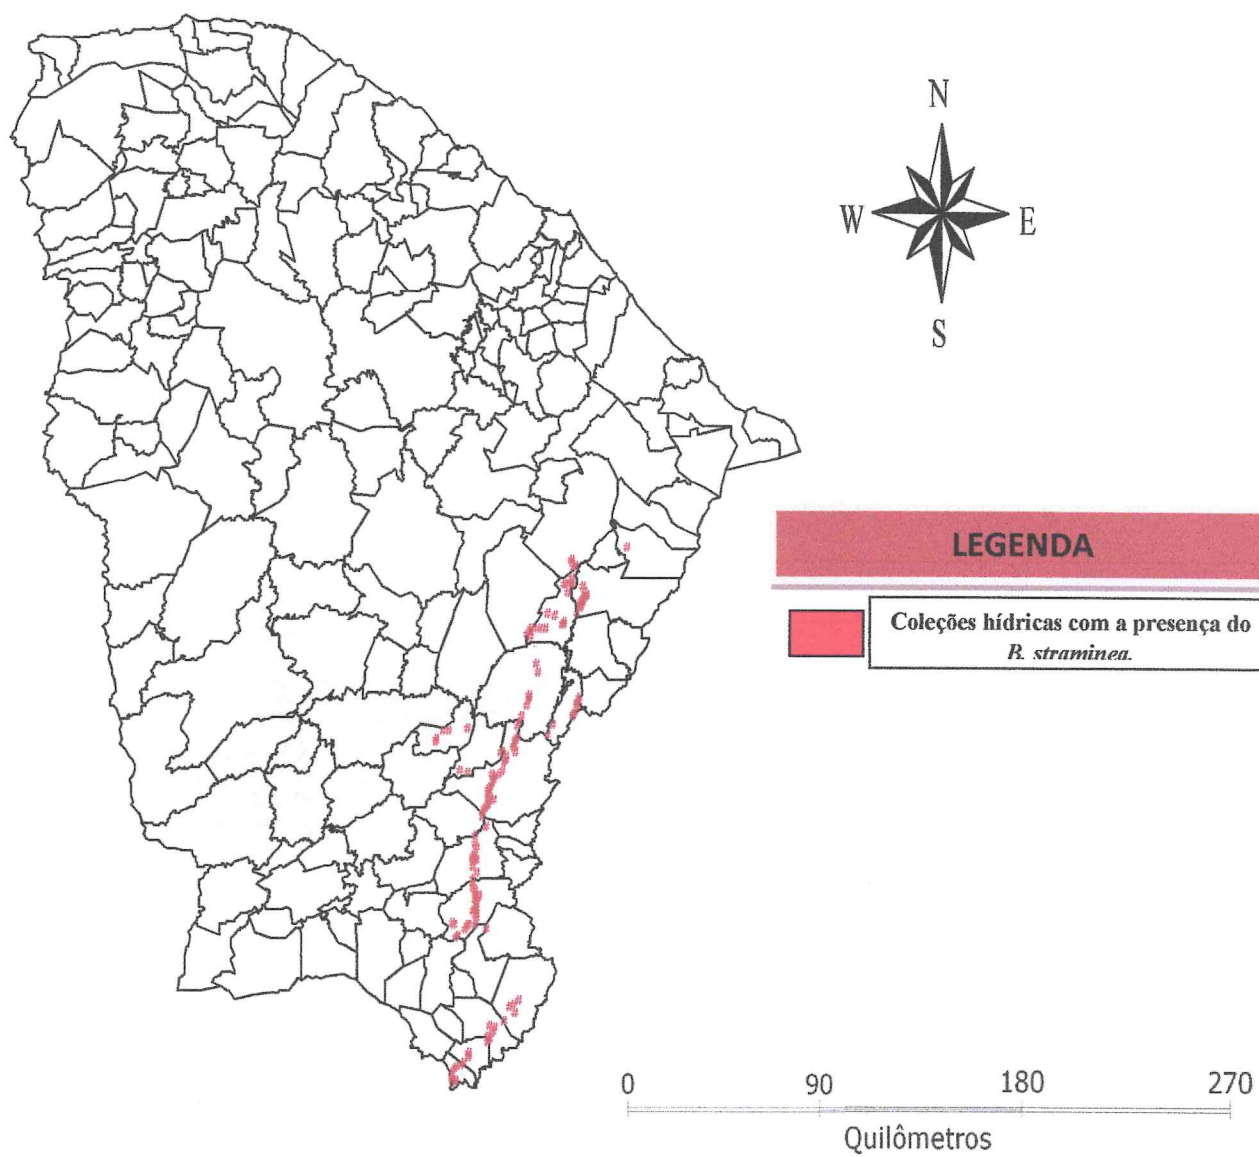 N
W E
S
LEGENDA
Coleções hídricas com a presença do
B. straminea.
0 90 180 270
Quilômetros